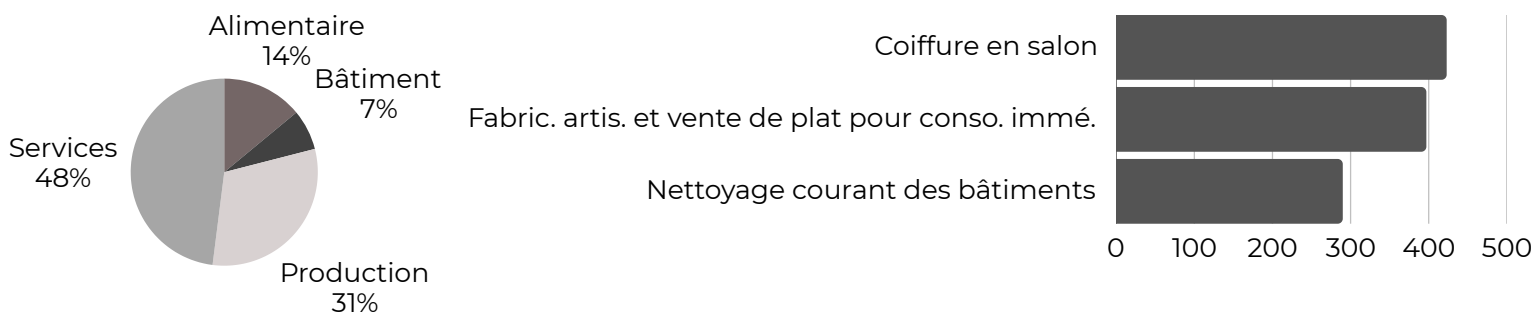 Alimentaire
14%
Bâtiment
7%
Services
48%
Production
31%
Coiffure en salon
Fabric. artis. et vente de plat pour conso. immé.
Nettoyage courant des bâtiments
0 100 200 300 400 500